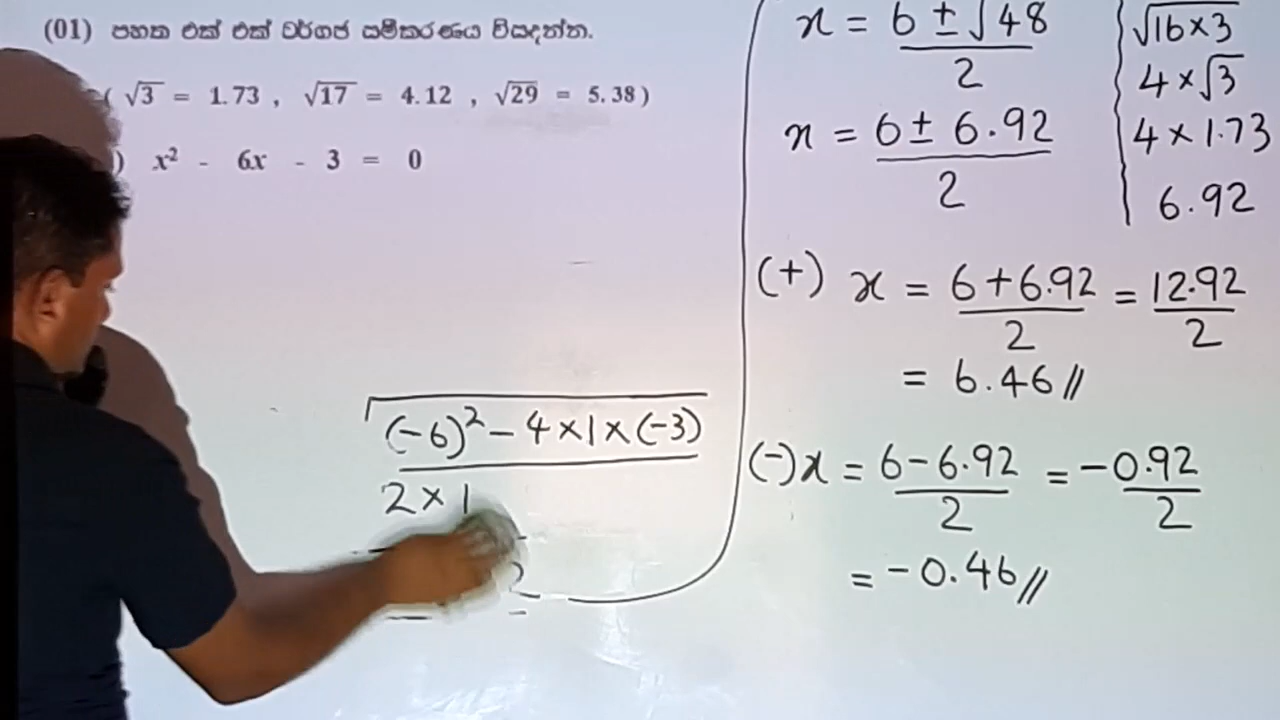 (01) පහත එක් එක් වර්ගජ සමීකරණය විසඳන්න.
( √3 = 1.73 , √17 = 4.12 , √29 = 5.38 )
) x² - 6x - 3 = 0
√(-6)² - 4 × 1 × (-3)
2 × 1
2
x = 6 ± √48
2
x = 6 ± 6.92
2
√16 × 3
4 × √3
4 × 1.73
6.92
(+) x = 6 + 6.92 = 12.92
2 2
= 6.46 //
(-) x = 6 - 6.92 = -0.92
2 2
= -0.46 //